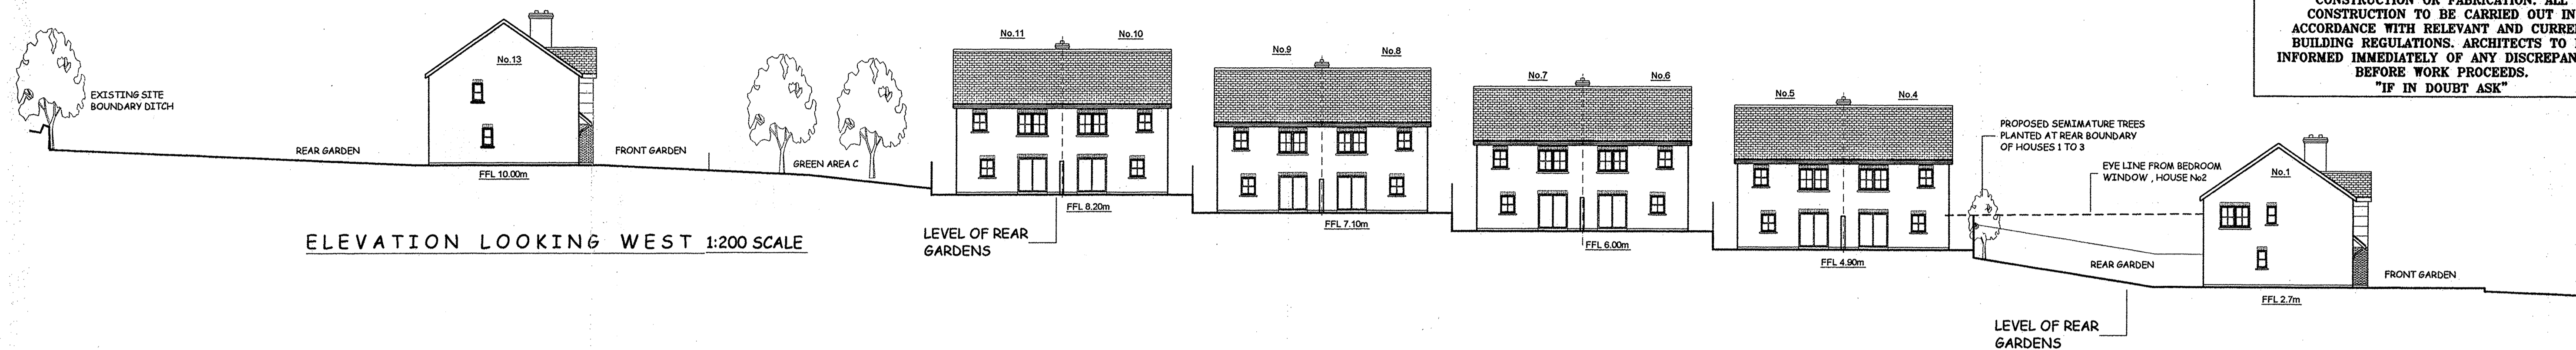 EXISTING SITE
BOUNDARY DITCH
REAR GARDEN
No.13
FFL 10.00m
FRONT GARDEN
GREEN AREA C
ELEVATION LOOKING WEST 1:200 SCALE
No.11
No.10
FFL 8.20m
LEVEL OF REAR
GARDENS
No.9
No.8
FFL 7.10m
No.7
No.6
FFL 6.00m
No.5
No.4
FFL 4.90m
PROPOSED SEMIMATURE TREES
PLANTED AT REAR BOUNDARY
OF HOUSES 1 TO 3
EYE LINE FROM BEDROOM
WINDOW , HOUSE No2
REAR GARDEN
LEVEL OF REAR
GARDENS
No.1
FFL 2.7m
FRONT GARDEN
CONSTRUCTION OR FABRICATION. ALL
CONSTRUCTION TO BE CARRIED OUT IN
ACCORDANCE WITH RELEVANT AND
BUILDING REGULATIONS. ARCHITECTS TO
INFORMED IMMEDIATELY OF ANY
BEFORE WORK PROCEEDS.
"IF IN DOUBT ASK"